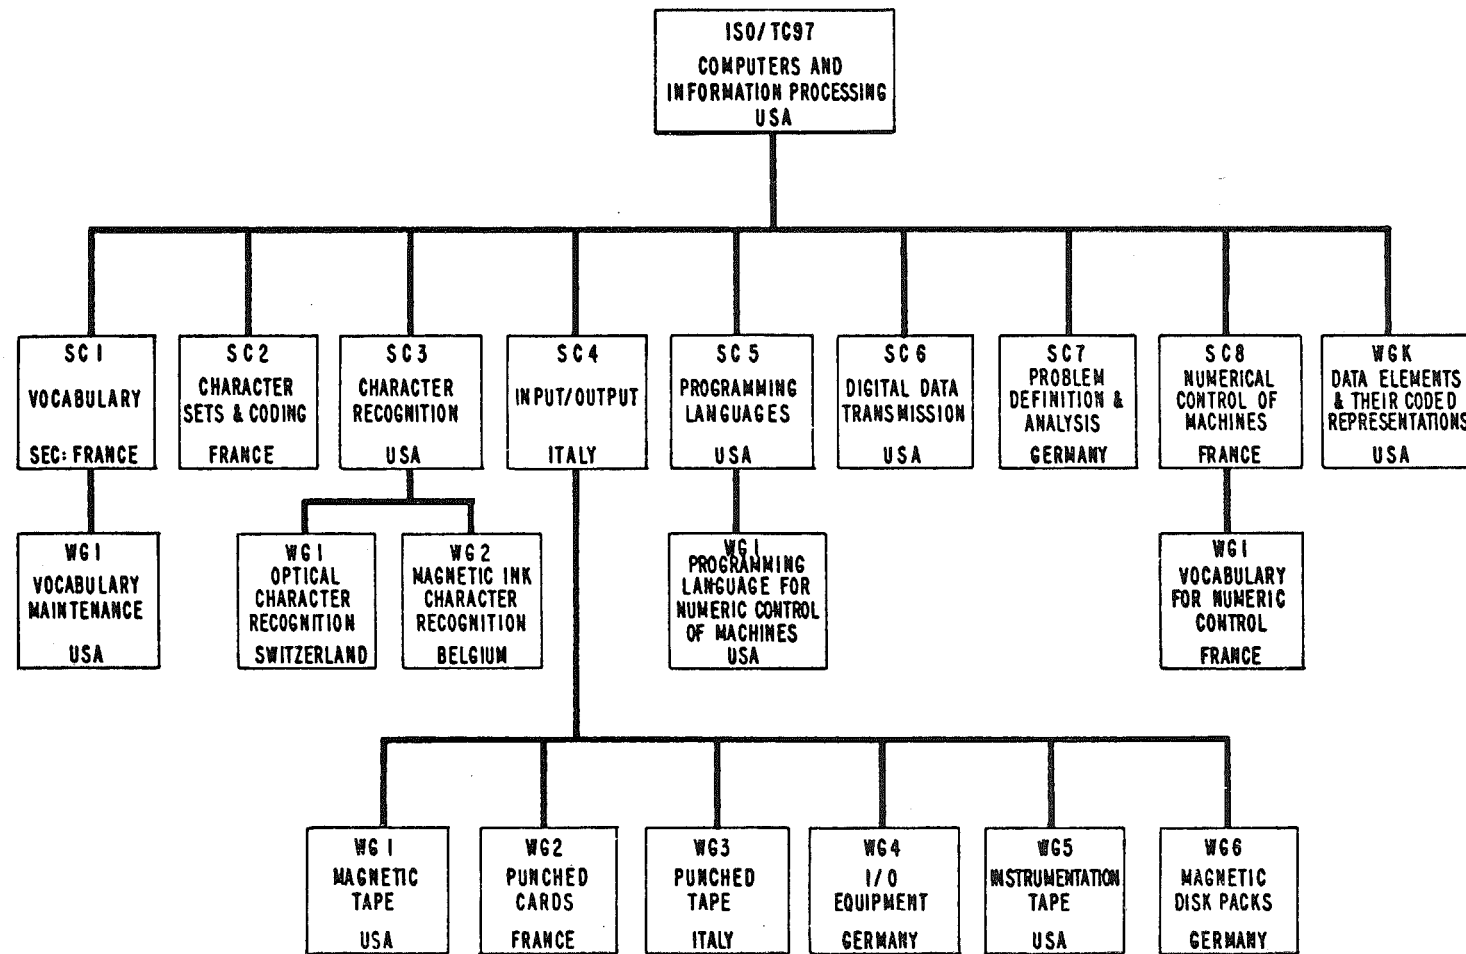 ISO/TC97
COMPUTERS AND
INFORMATION PROCESSING
USA
SC1
VOCABULARY
SEC: FRANCE
SC2
CHARACTER
SETS & CODING
FRANCE
SC3
CHARACTER
RECOGNITION
USA
SC4
INPUT/OUTPUT
ITALY
SC5
PROGRAMMING
LANGUAGES
USA
SC6
DIGITAL DATA
TRANSMISSION
USA
SC7
PROBLEM
DEFINITION &
ANALYSIS
GERMANY
SC8
NUMERICAL
CONTROL OF
MACHINES
FRANCE
WGK
DATA ELEMENTS
& THEIR CODED
REPRESENTATIONS
USA
WG1
VOCABULARY
MAINTENANCE
USA
WG1
OPTICAL
CHARACTER
RECOGNITION
SWITZERLAND
WG2
MAGNETIC INK
CHARACTER
RECOGNITION
BELGIUM
WG1
PROGRAMMING
LANGUAGE FOR
NUMERIC CONTROL
OF MACHINES
USA
WG1
VOCABULARY
FOR NUMERIC
CONTROL
FRANCE
WG1
MAGNETIC
TAPE
USA
WG2
PUNCHED
CARDS
FRANCE
WG3
PUNCHED
TAPE
ITALY
WG4
I/O
EQUIPMENT
GERMANY
WG5
INSTRUMENTATION
TAPE
USA
WG6
MAGNETIC
DISK PACKS
GERMANY